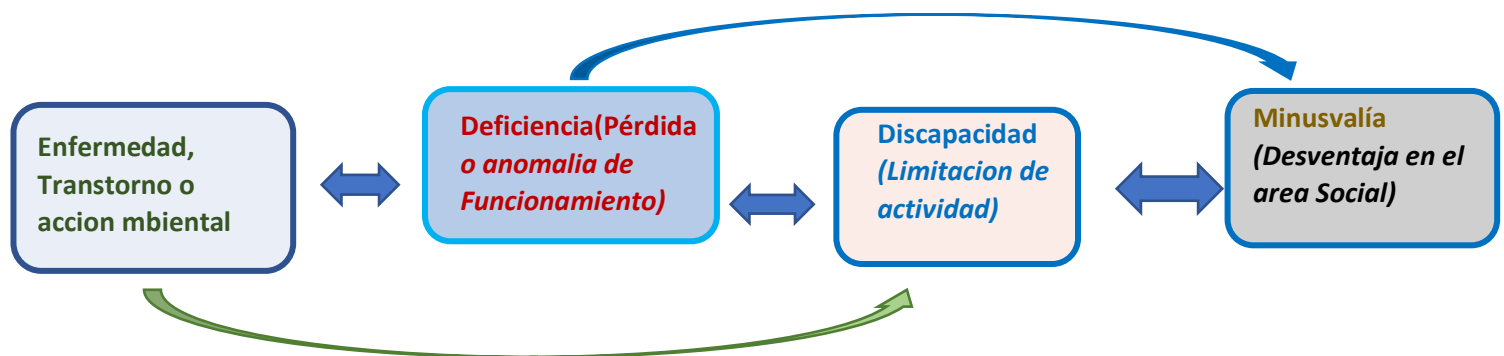 Enfermedad,
Transtorno o
accion mbiental
Deficiencia(Pérdida
o anomalia de
Funcionamiento)
Discapacidad
(Limitacion de
actividad)
Minusvalía
(Desventaja en el
area Social)